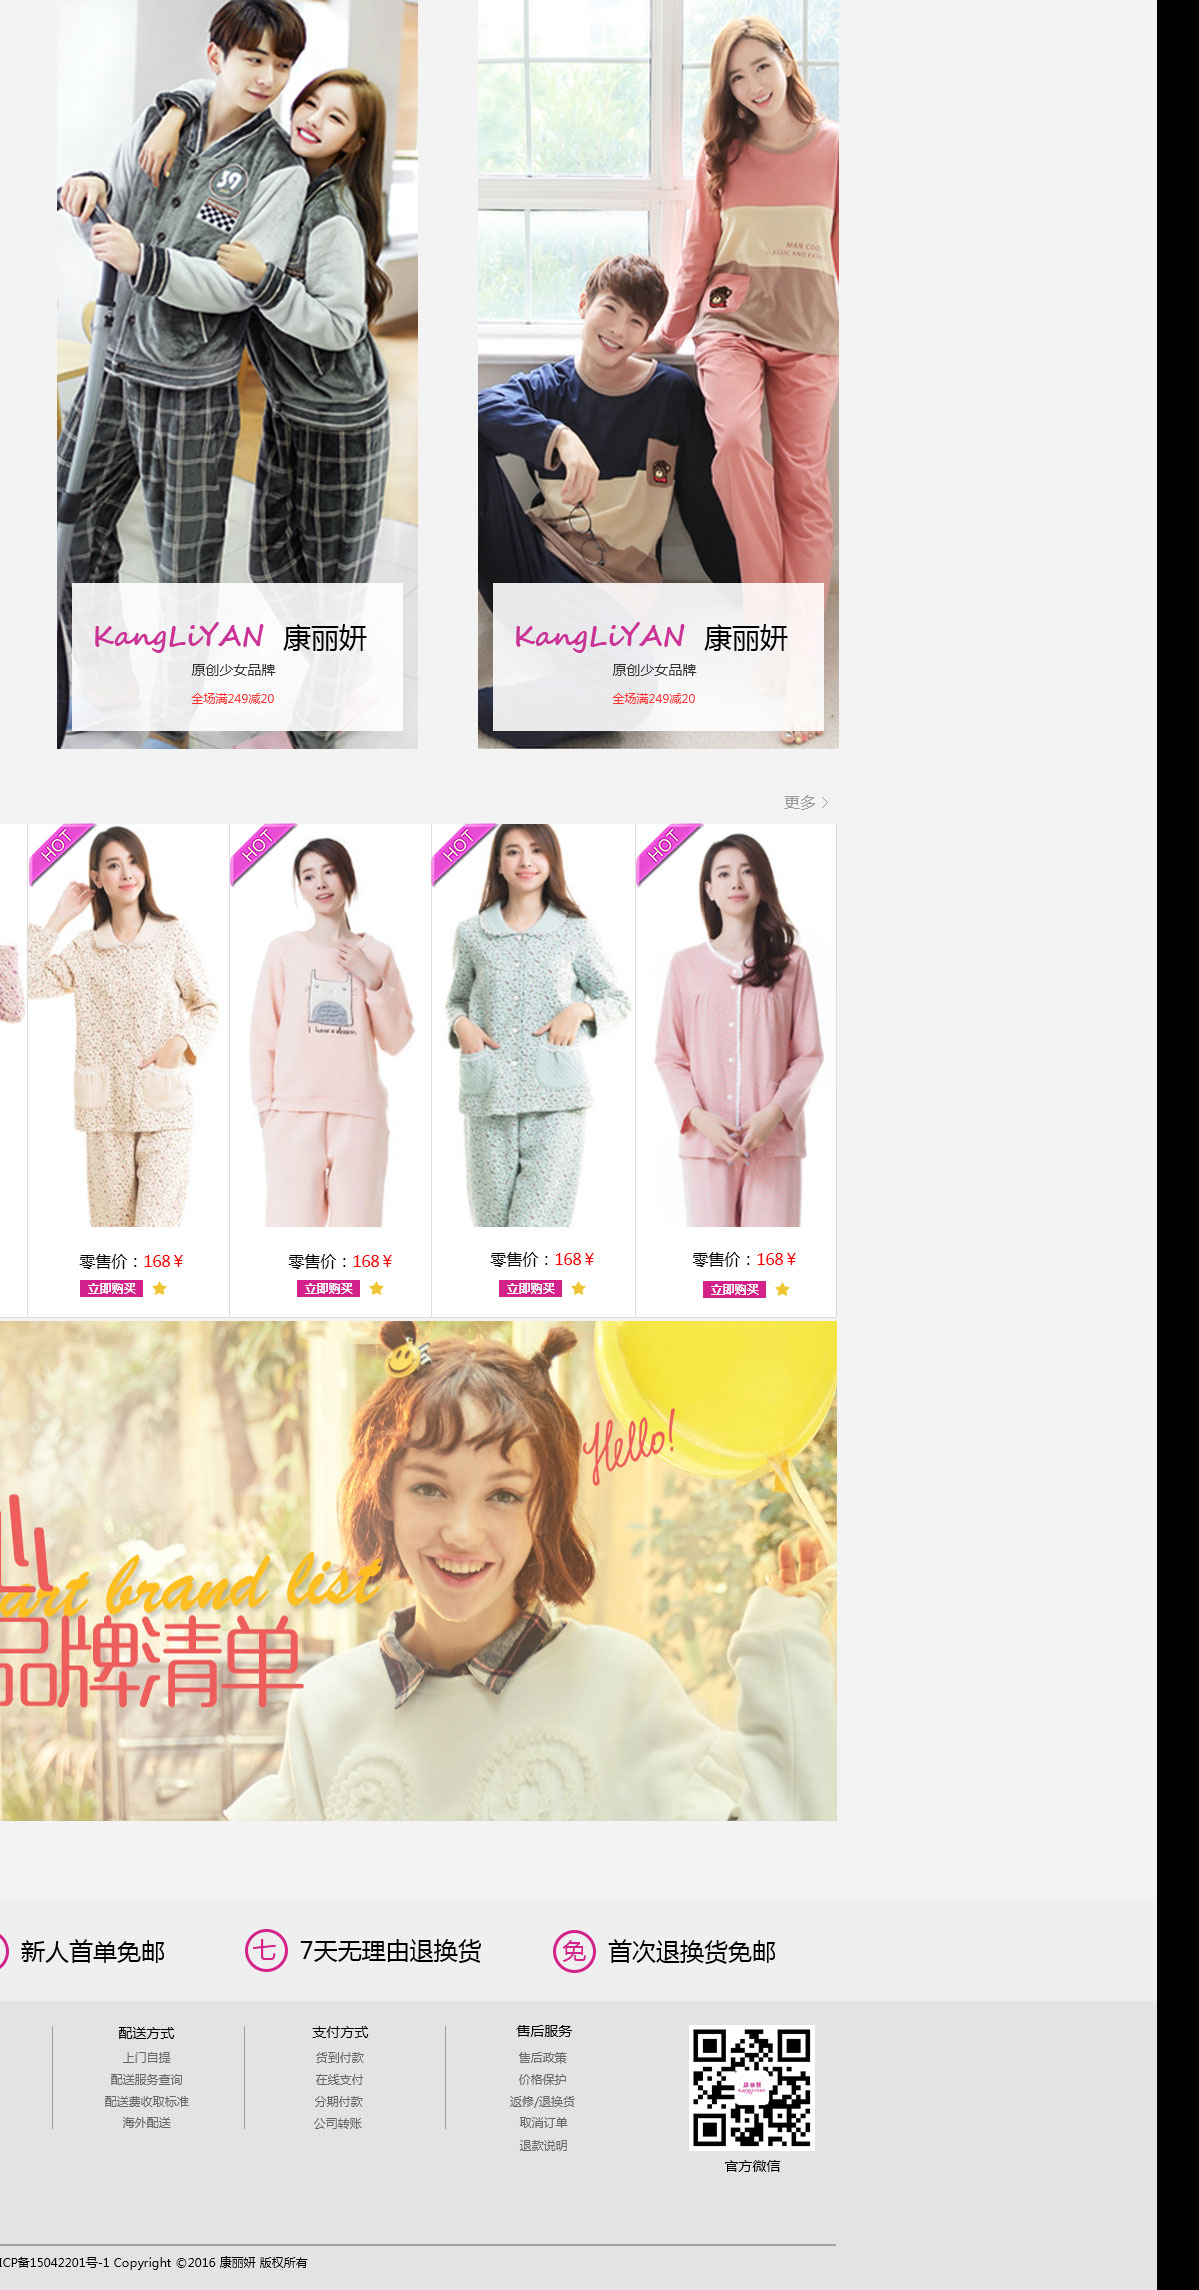 39
MAN COOL
CLASSIC AND FASHION
KangLiYAN 康丽妍
原创少女品牌
全场满249减20
KangLiYAN 康丽妍
原创少女品牌
全场满249减20
更多 >
HOT
HOT
HOT
HOT
I have a dream
零售价：168￥
零售价：168￥
零售价：168￥
零售价：168￥
立即购买
立即购买
立即购买
立即购买
Hello!
心
art brand list
品牌清单
新人首单免邮
七 7天无理由退换货
免 首次退换货免邮
配送方式
上门自提
配送服务查询
配送费收取标准
海外配送
支付方式
货到付款
在线支付
分期付款
公司转账
售后服务
售后政策
价格保护
返修/退换货
取消订单
退款说明
官方微信
ICP备15042201号-1 Copyright ©2016 康丽妍 版权所有